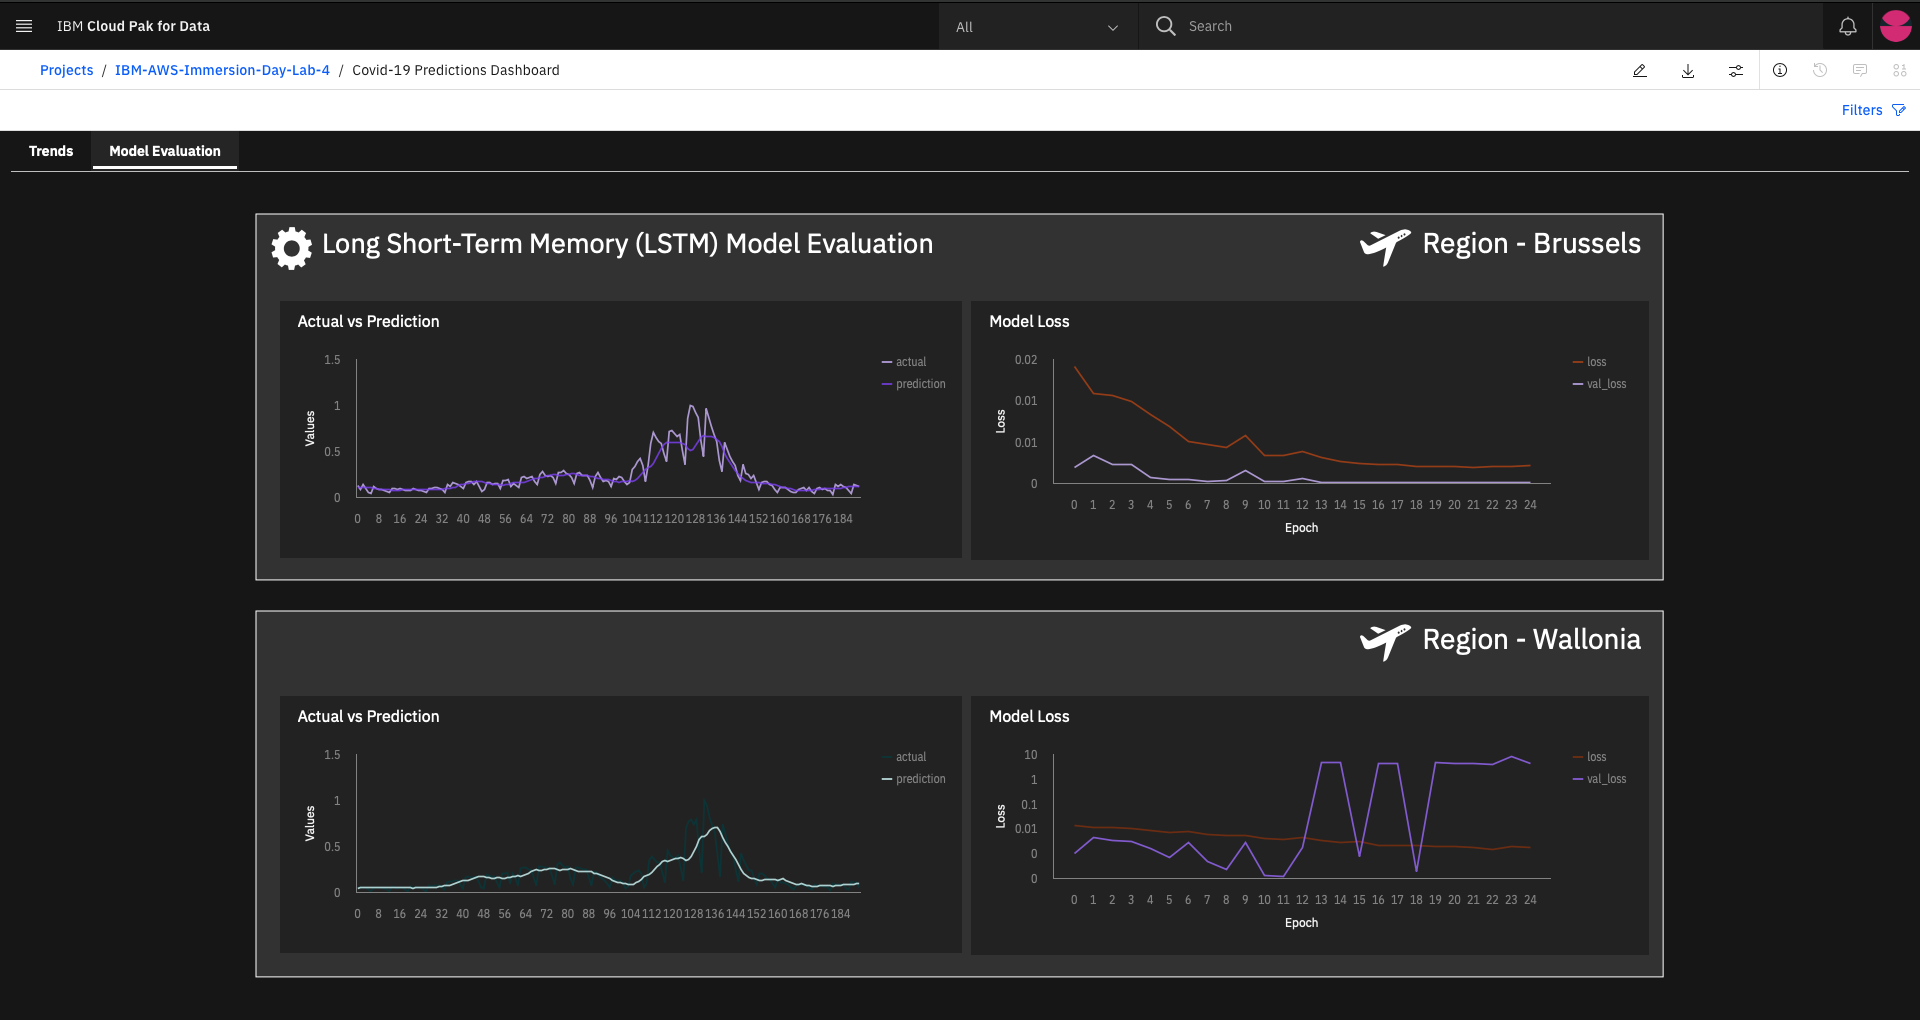 IBM Cloud Pak for Data All Search
Projects / IBM-AWS-Immersion-Day-Lab-4 / Covid-19 Predictions Dashboard
Filters
Trends Model Evaluation
Long Short-Term Memory (LSTM) Model Evaluation Region - Brussels
Actual vs Prediction
1.5
1
0.5
0
Values
actual
prediction
0 8 16 24 32 40 48 56 64 72 80 88 96 104 112 120 128 136 144 152 160 168 176 184
Model Loss
0.02
0.01
0.01
0
Loss
loss
val_loss
0 1 2 3 4 5 6 7 8 9 10 11 12 13 14 15 16 17 18 19 20 21 22 23 24
Epoch
Region - Wallonia
Actual vs Prediction
1.5
1
0.5
0
Values
actual
prediction
0 8 16 24 32 40 48 56 64 72 80 88 96 104 112 120 128 136 144 152 160 168 176 184
Model Loss
10
1
0.1
0.01
0
0
Loss
loss
val_loss
0 1 2 3 4 5 6 7 8 9 10 11 12 13 14 15 16 17 18 19 20 21 22 23 24
Epoch